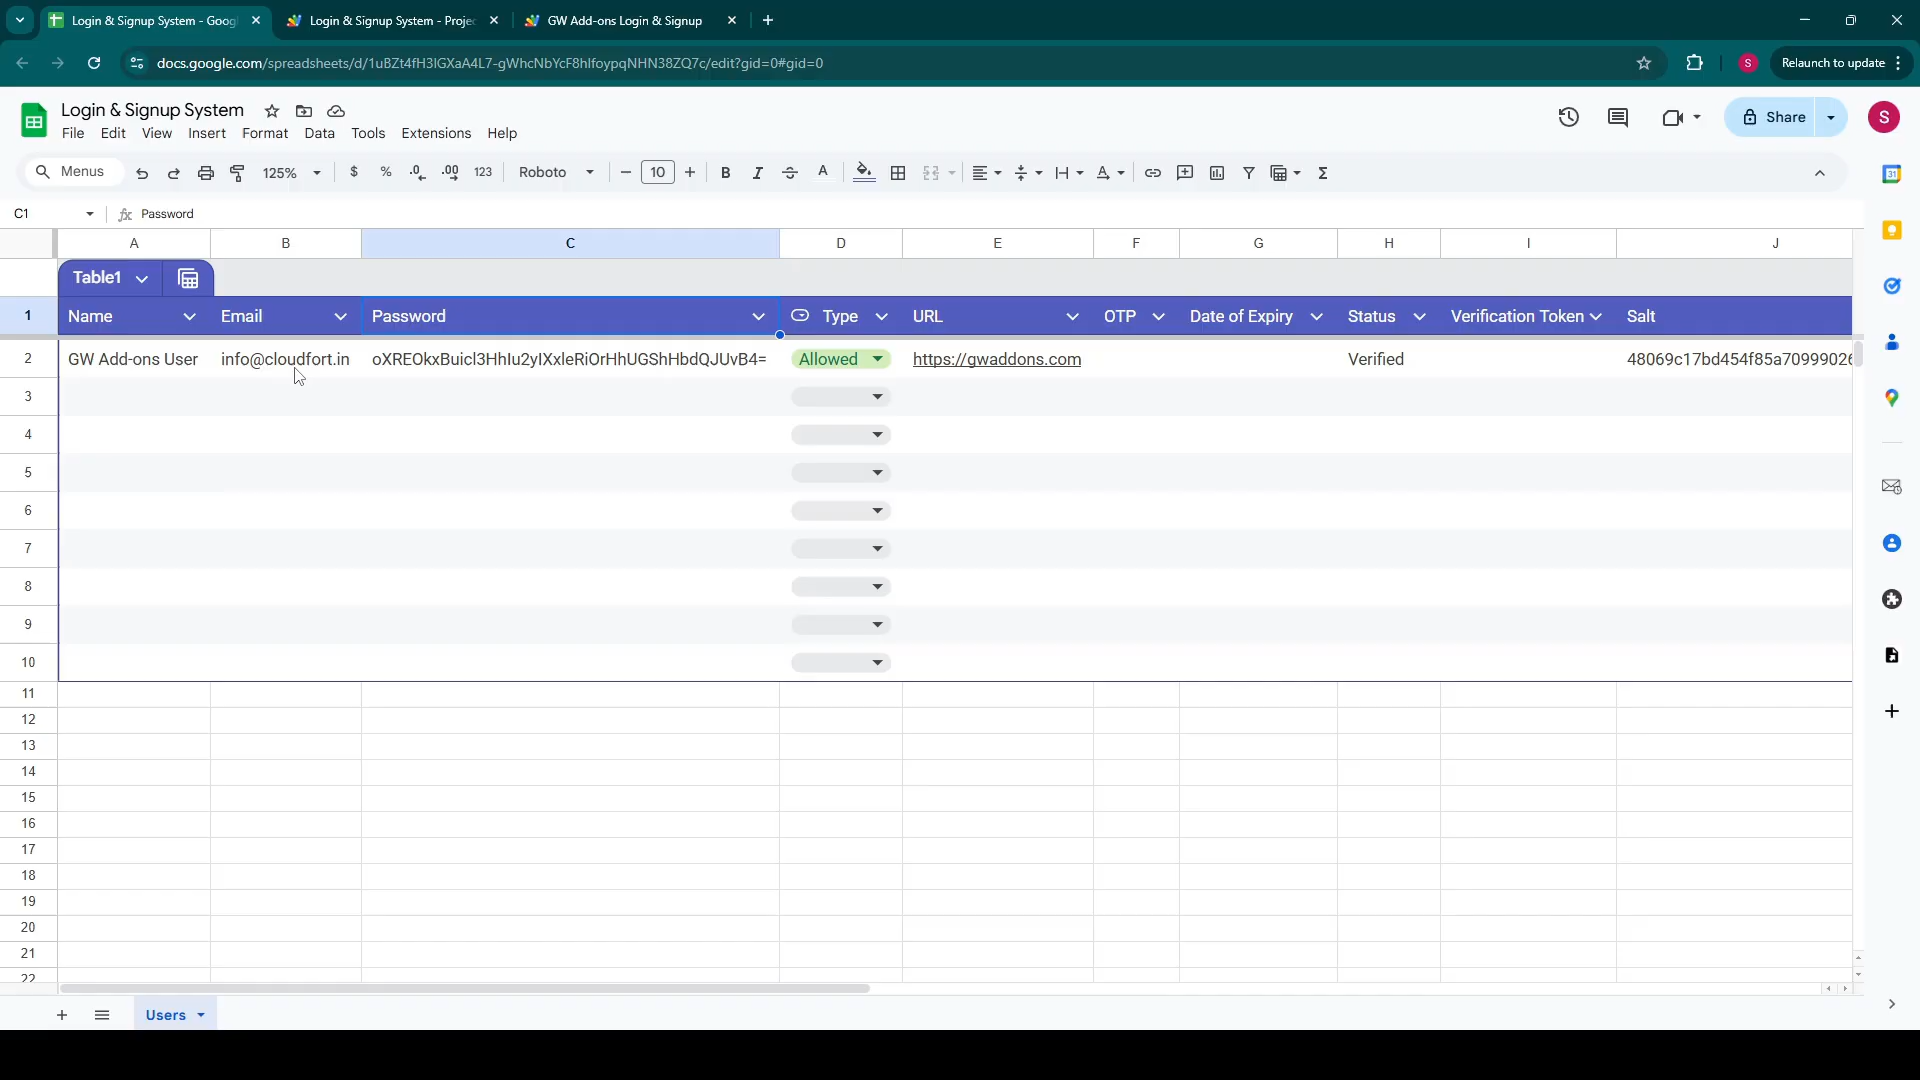 Login & Signup System - Goog
Login & Signup System - Projec
GW Add-ons Login & Signup
docs.google.com/spreadsheets/d/1uBZt4fH3lGXaA4L7-gWhcNbYcF8hlfoypqNHN38ZQ7c/edit?gid=0#gid=0
S
Relaunch to update
Login & Signup System
File Edit View Insert Format Data Tools Extensions Help
Share
S
Menus
125%
$ % .0 .00 123
Roboto
10
B I S A
31
C1
fx Password
A B C D E F G H I J
Table1
1 Name Email Password Type URL OTP Date of Expiry Status Verification Token Salt
2 GW Add-ons User info@cloudfort.in oXREOkxBuicl3HhIu2yIXxleRiOrHhUGShHbdQJUvB4= Allowed https://gwaddons.com Verified 48069c17bd454f85a7099902
3
4
5
6
7
8
9
10
11
12
13
14
15
16
17
18
19
20
21
22
Users